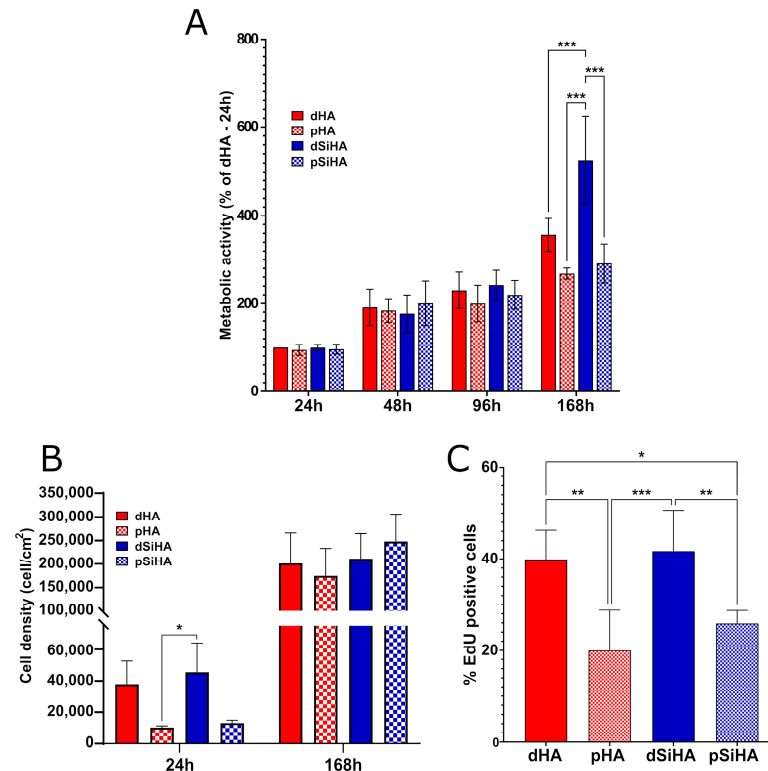 A
Metabolic activity (% of dHA - 24h)
800
600
400
200
0
dHA
pHA
dSiHA
pSiHA
***
***
***
24h 48h 96h 168h
B
Cell density (cell/cm²)
350,000
300,000
250,000
200,000
150,000
100,000
60,000
40,000
20,000
0
dHA
pHA
dSiHA
pSiHA
*
24h 168h
C
% EdU positive cells
60
40
20
0
*
** *** **
dHA pHA dSiHA pSiHA